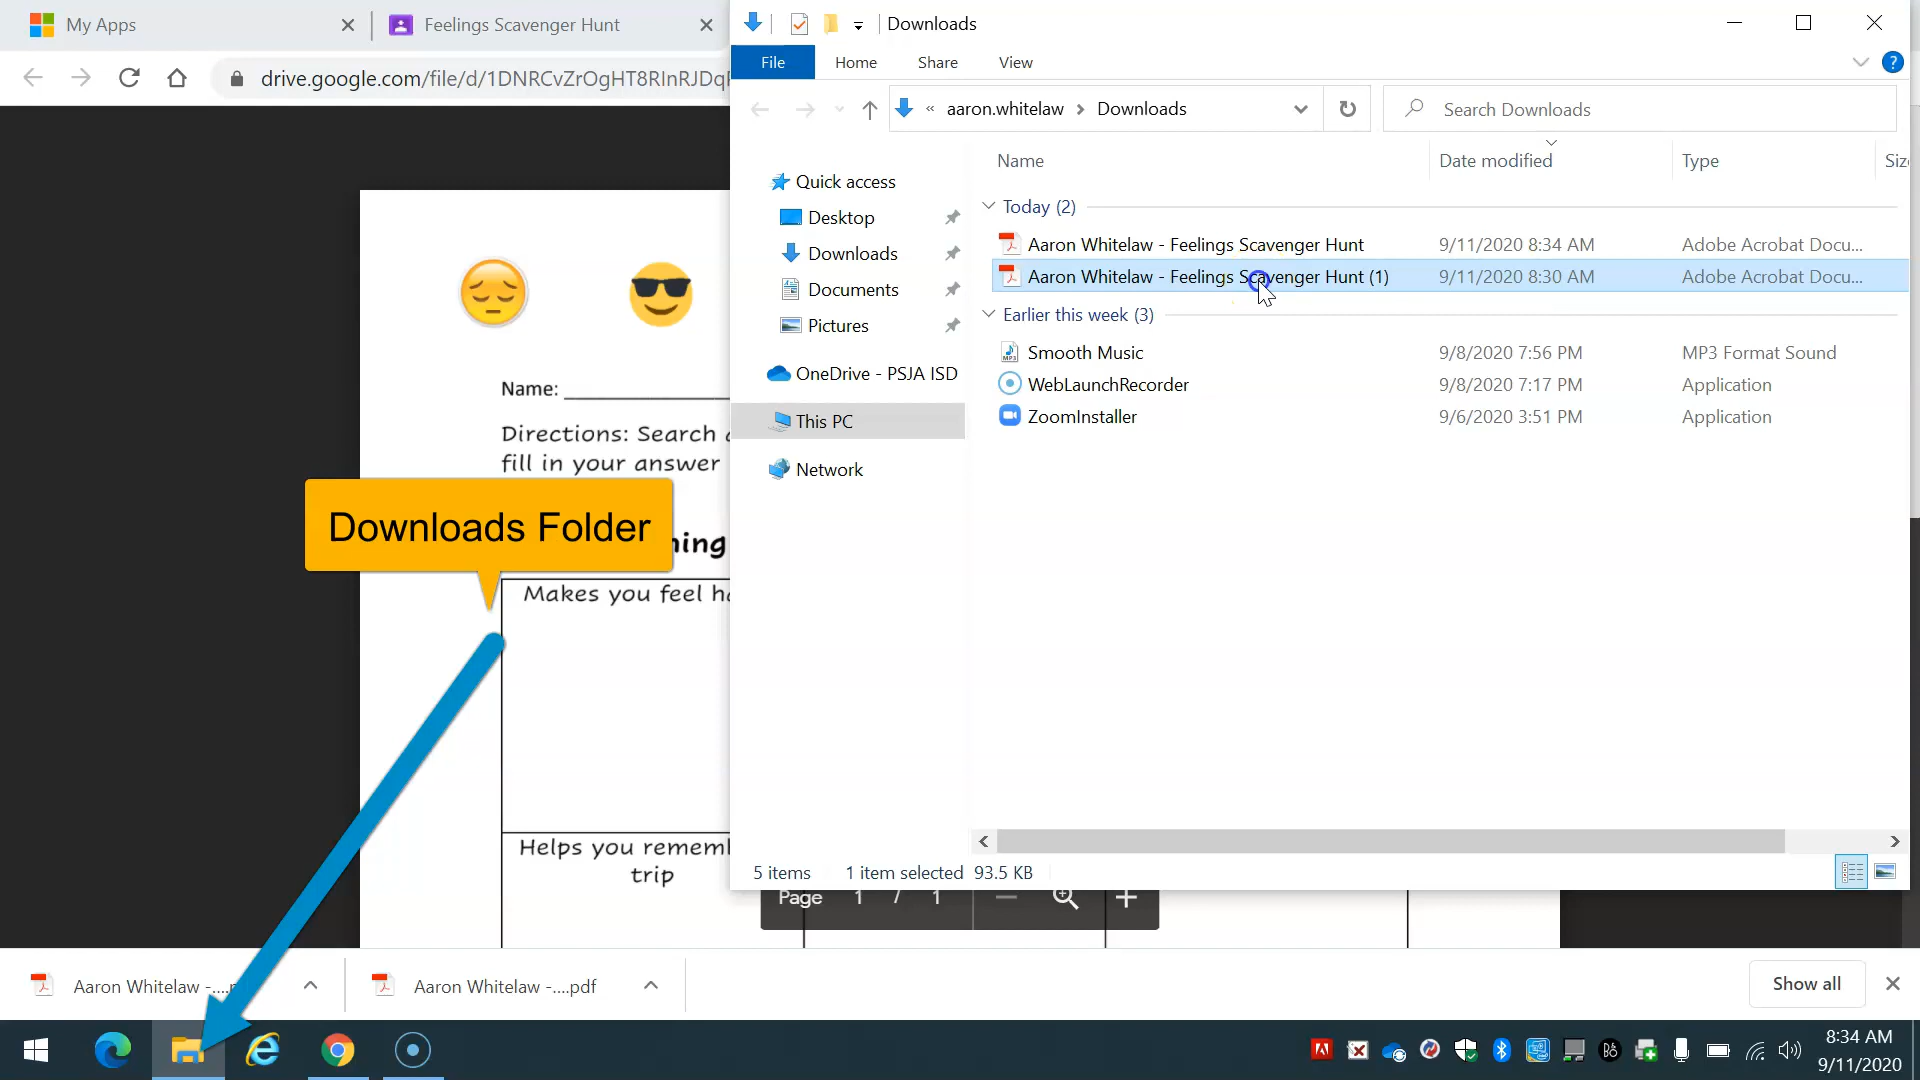 My Apps
Feelings Scavenger Hunt
drive.google.com/file/d/1DNRCvZrOgHT8RInRJDq
Downloads
File
Home
Share
View
?
« aaron.whitelaw > Downloads
Search Downloads
Name
Date modified
Type
Siz
Quick access
Desktop
Downloads
Documents
Pictures
OneDrive - PSJA ISD
This PC
Network
Today (2)
Aaron Whitelaw - Feelings Scavenger Hunt 9/11/2020 8:34 AM Adobe Acrobat Docu...
Aaron Whitelaw - Feelings Scavenger Hunt (1) 9/11/2020 8:30 AM Adobe Acrobat Docu...
Earlier this week (3)
Smooth Music 9/8/2020 7:56 PM MP3 Format Sound
WebLaunchRecorder 9/8/2020 7:17 PM Application
ZoomInstaller 9/6/2020 3:51 PM Application
5 items 1 item selected 93.5 KB
Name:
Directions: Search
fill in your answer
Downloads Folder
hing
Makes you feel ha
Helps you rememb
trip
Page 1 / 1
Aaron Whitelaw -....p
Aaron Whitelaw -....pdf
Show all
8:34 AM
9/11/2020